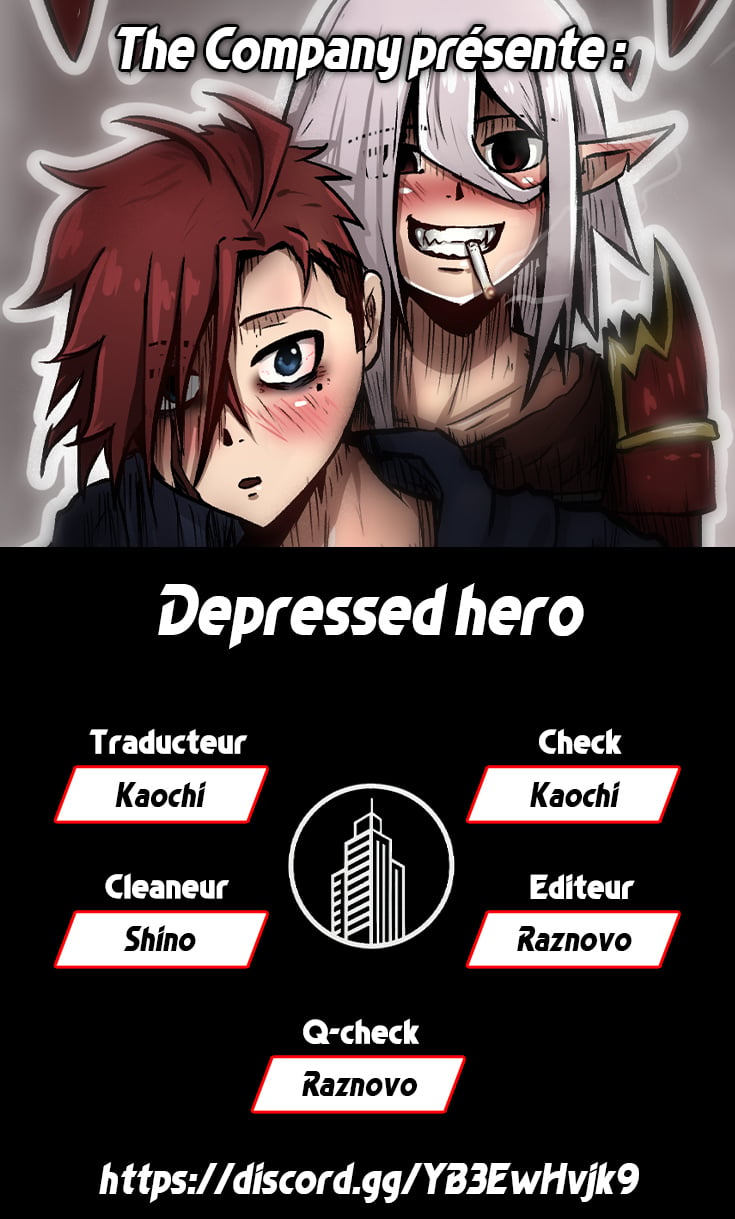 The Company présente :
Depressed hero
Traducteur
Kaochi
Check
Kaochi
Cleaneur
Shino
Editeur
Raznovo
Q-check
Raznovo
https://discord.gg/YB3EwHvjk9